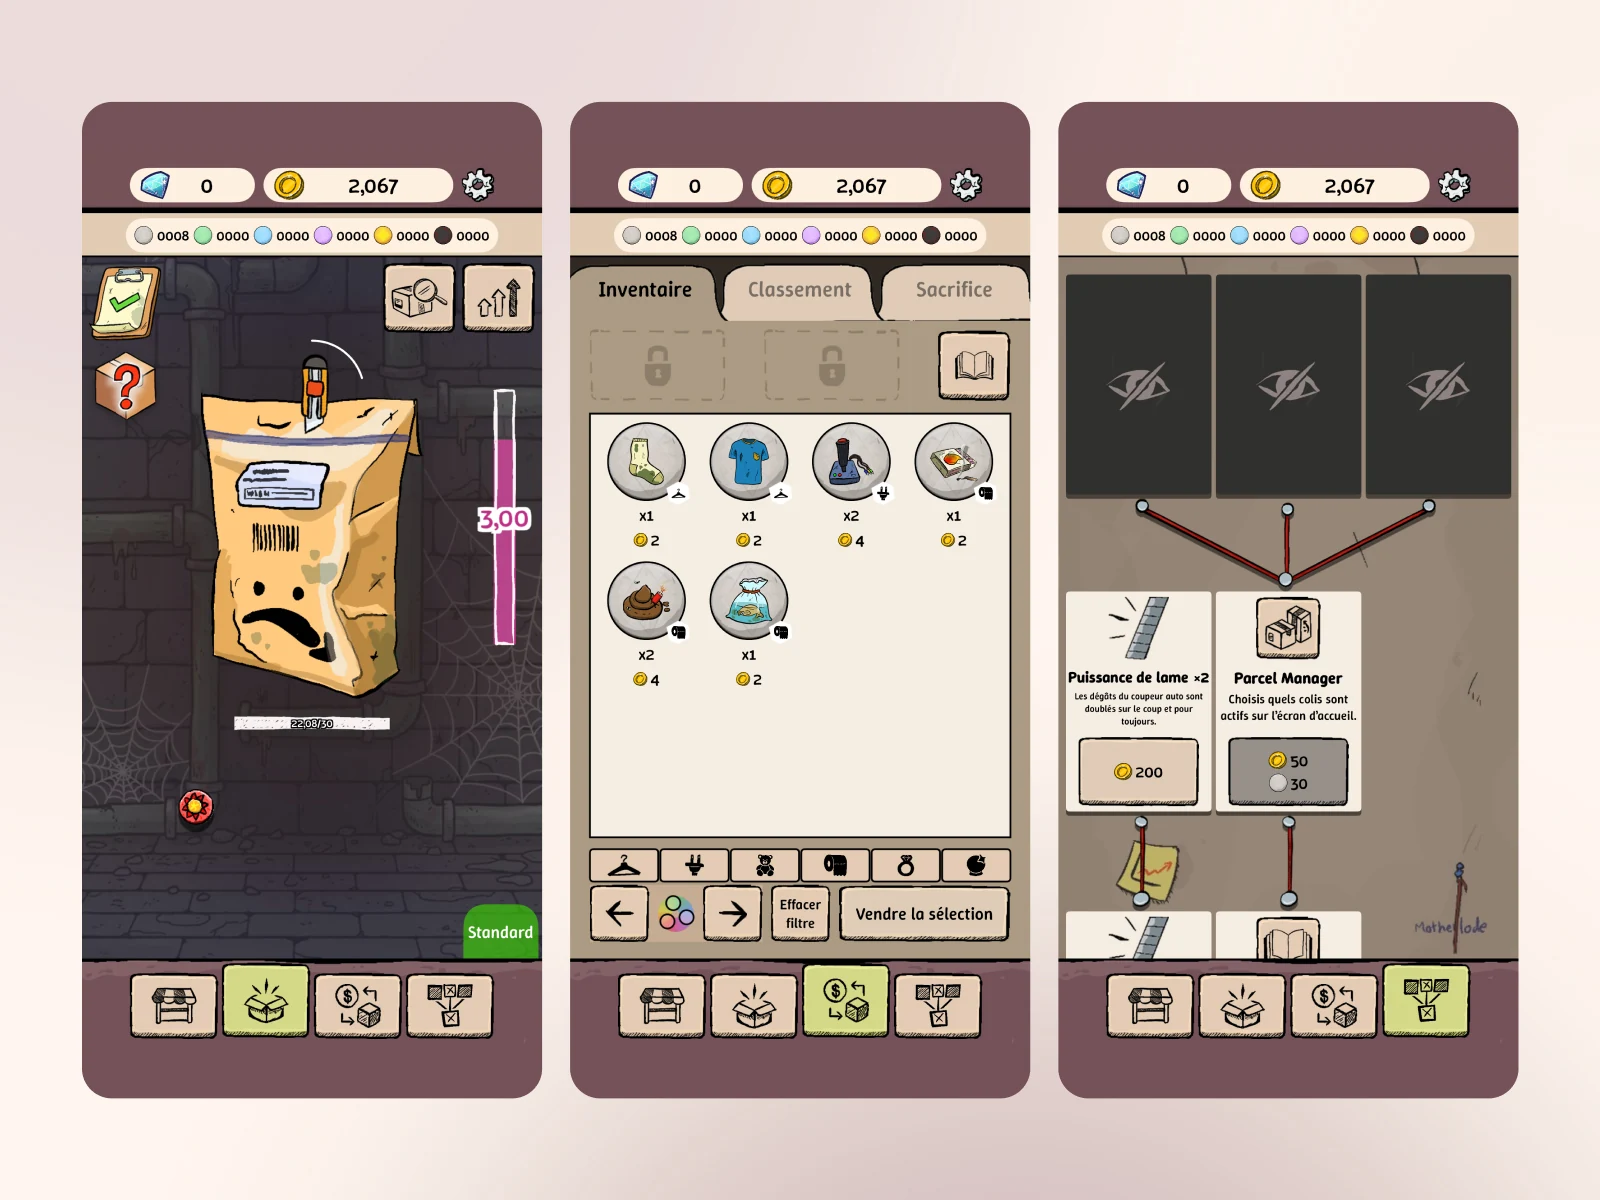 0
2,067
0008 0000 0000 0000 0000 0000
3,00
22,08/30
Standard
0
2,067
0008 0000 0000 0000 0000 0000
Inventaire
Classement
Sacrifice
x1
x1
x2
x1
2
2
4
2
x2
x1
4
2
Effacer
filtre
Vendre la sélection
0
2,067
0008 0000 0000 0000 0000 0000
Puissance de lame ×2
Les dégâts du coupeur auto sont
doublés sur le coup et pour
toujours.
200
Parcel Manager
Choisis quels colis sont
actifs sur l'écran d'accueil.
50
30
Motherlode